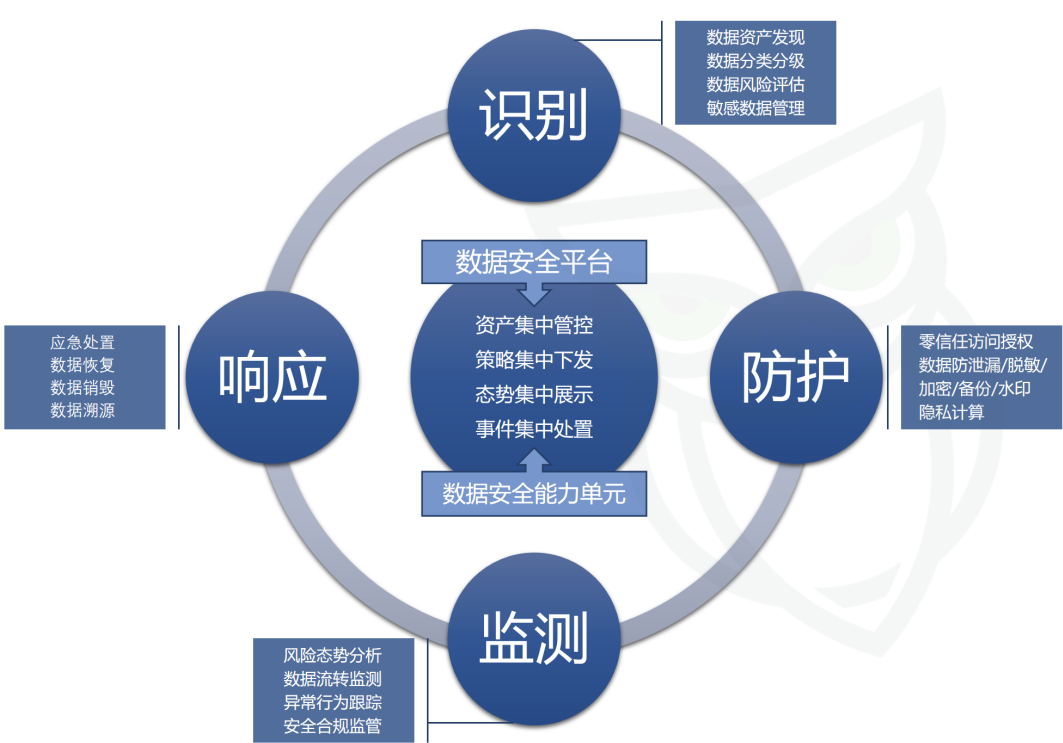 识别
数据资产发现
数据分类分级
数据风险评估
敏感数据管理
数据安全平台
资产集中管控
策略集中下发
态势集中展示
事件集中处置
数据安全能力单元
响应
应急处置
数据恢复
数据销毁
数据溯源
防护
零信任访问授权
数据防泄漏/脱敏/
加密/备份/水印
隐私计算
监测
风险态势分析
数据流转监测
异常行为跟踪
安全合规监管